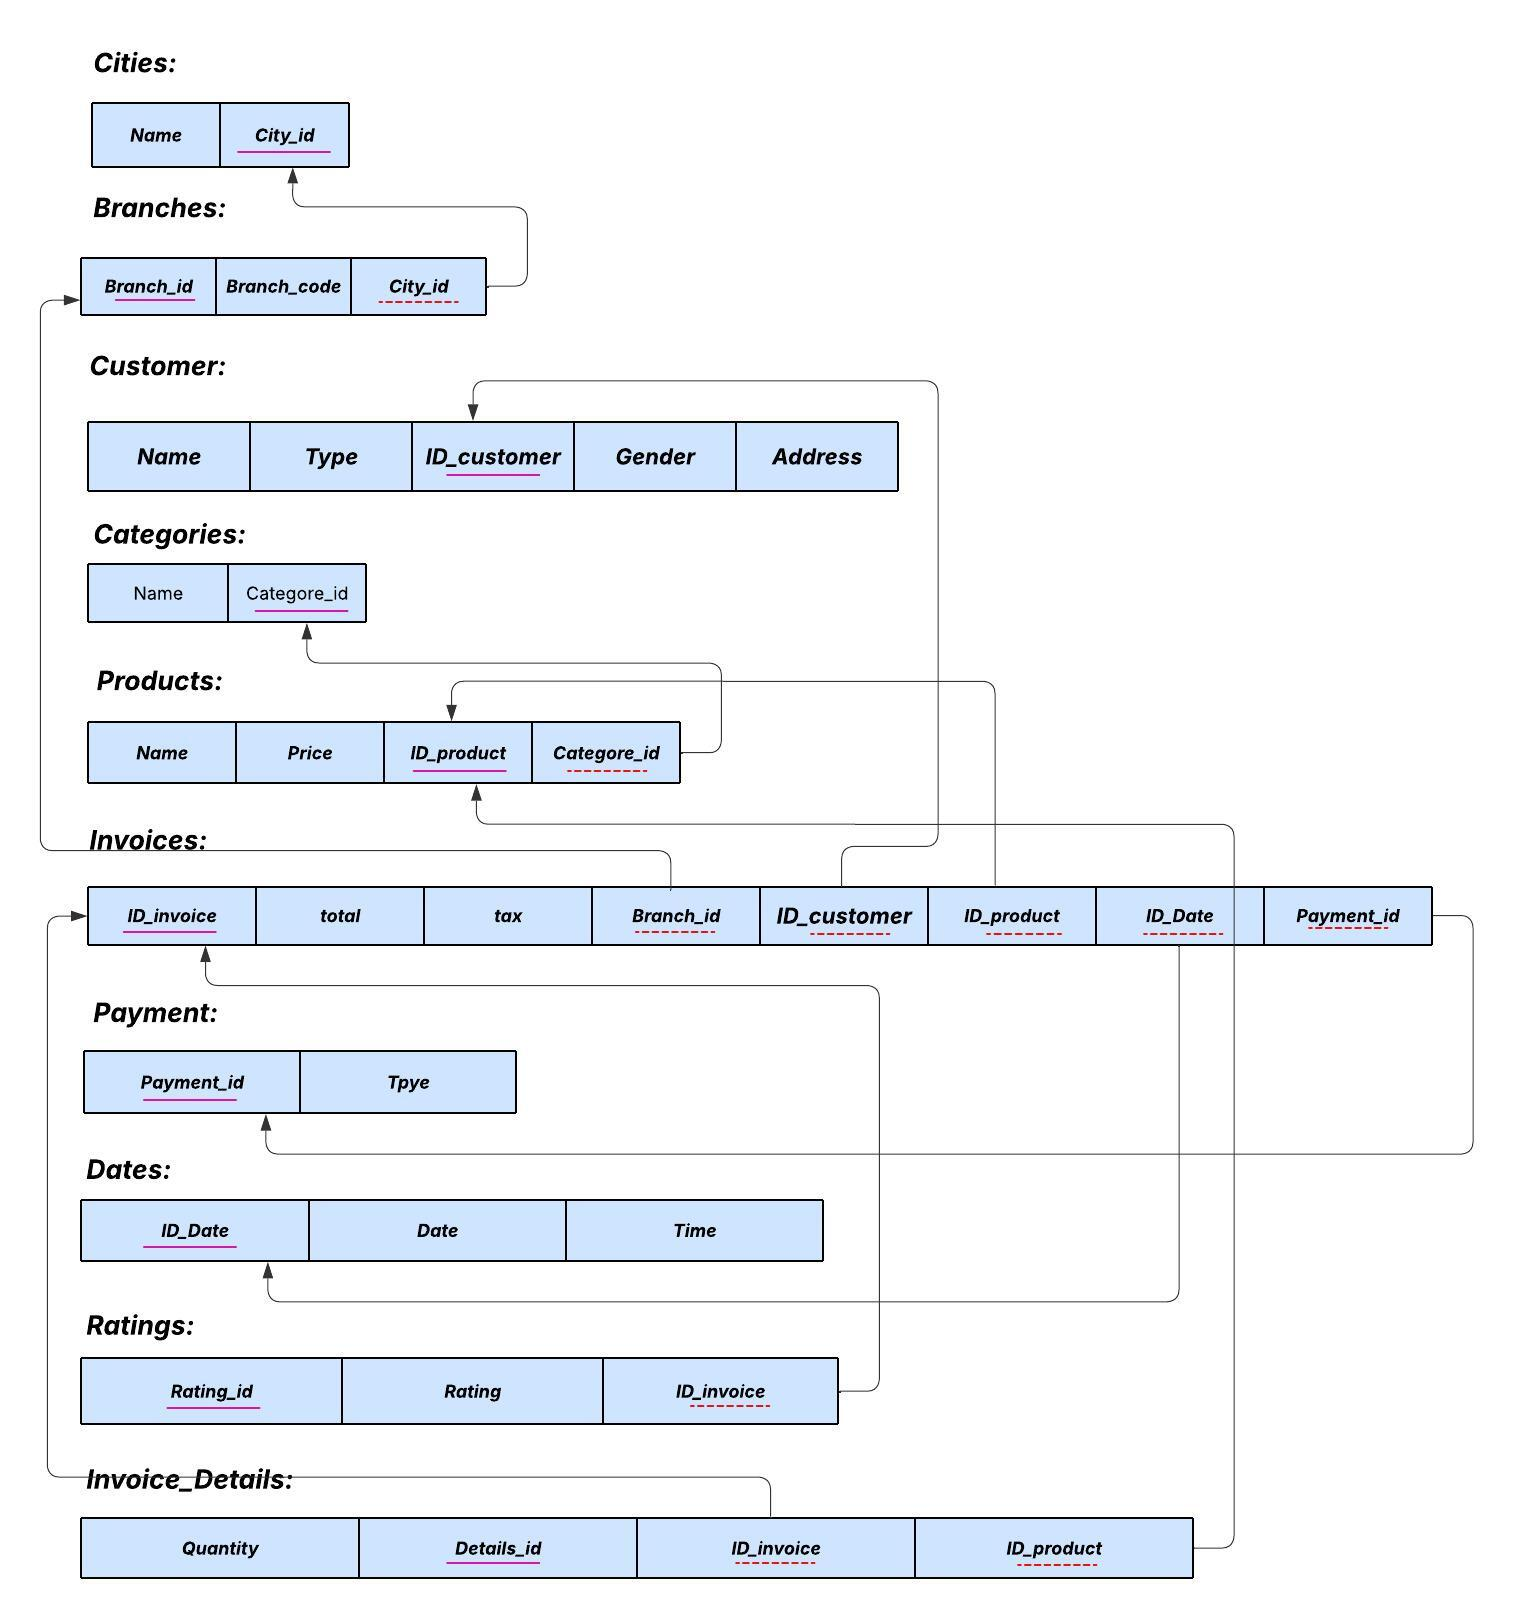 Cities:
Name City_id
Branches:
Branch_id Branch_code City_id
Customer:
Name Type ID_customer Gender Address
Categories:
Name Categore_id
Products:
Name Price ID_product Categore_id
Invoices:
ID_invoice total tax Branch_id ID_customer ID_product ID_Date Payment_id
Payment:
Payment_id Tpye
Dates:
ID_Date Date Time
Ratings:
Rating_id Rating ID_invoice
Invoice_Details:
Quantity Details_id ID_invoice ID_product